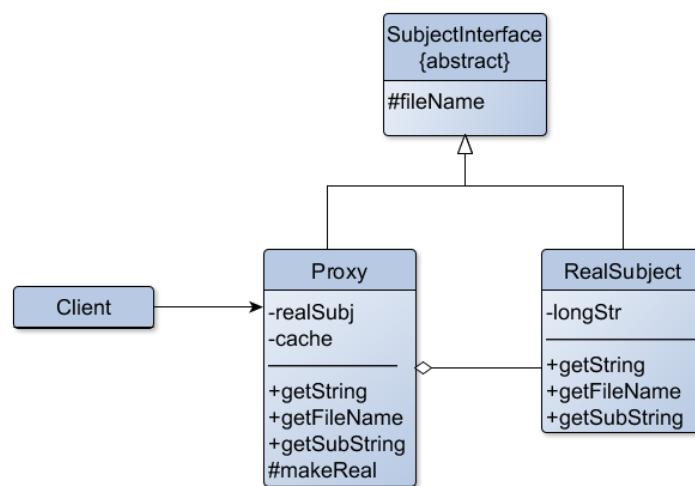 SubjectInterface
{abstract}
#fileName
Client
Proxy
-realSubj
-cache
+getString
+getFileName
+getSubString
#makeReal
RealSubject
-longStr
+getString
+getFileName
+getSubString